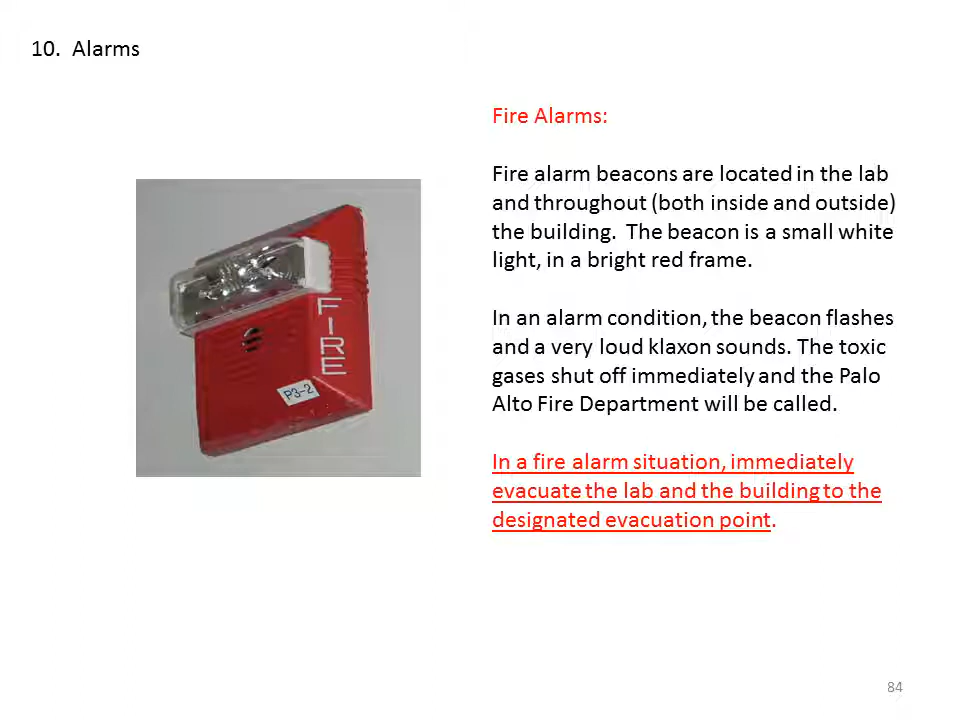 10. Alarms
Fire Alarms:
Fire alarm beacons are located in the lab
and throughout (both inside and outside)
the building. The beacon is a small white
light, in a bright red frame.
In an alarm condition, the beacon flashes
and a very loud klaxon sounds. The toxic
gases shut off immediately and the Palo
Alto Fire Department will be called.
In a fire alarm situation, immediately
evacuate the lab and the building to the
designated evacuation point.
FIRE
P3-2
84